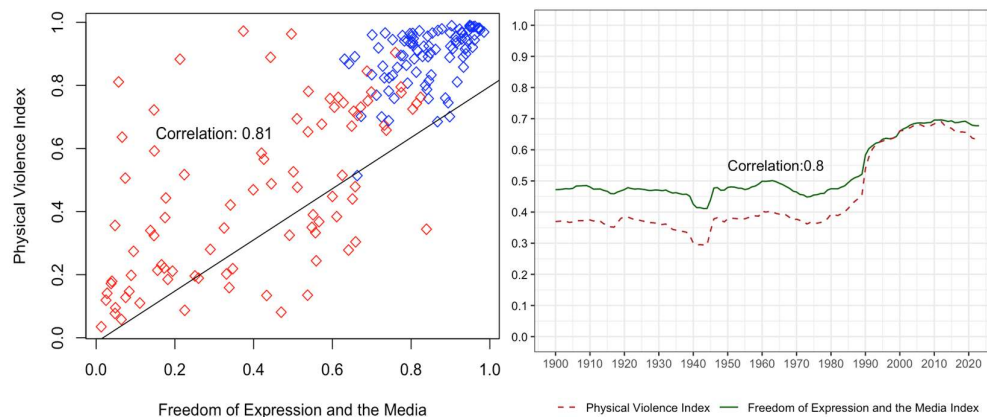 Physical Violence Index
1.0
0.8
0.6
0.4
0.2
0.0
Correlation: 0.81
0.0 0.2 0.4 0.6 0.8 1.0
Freedom of Expression and the Media
1.0
0.9
0.8
0.7
0.6
0.5
0.4
0.3
0.2
0.1
0.0
Correlation:0.8
1900 1910 1920 1930 1940 1950 1960 1970 1980 1990 2000 2010 2020
Physical Violence Index Freedom of Expression and the Media Index